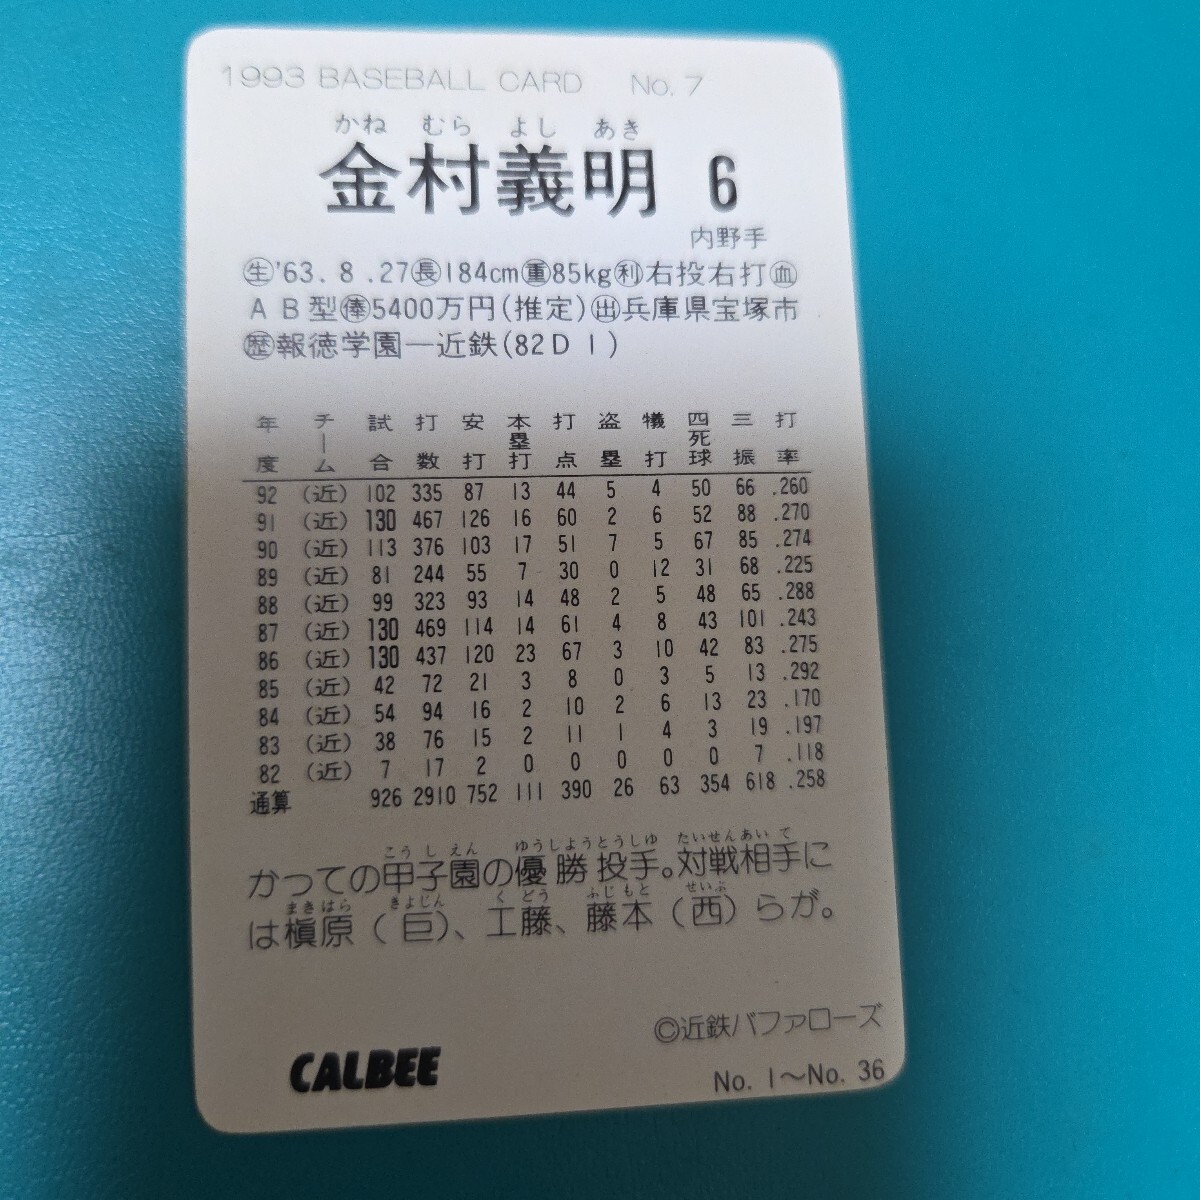 1993 BASEBALL CARD No. 7
かね むら よし あき
金村義明 6
内野手
生'63. 8 .27長184cm重85kg利右投右打血
AB型俸5400万円(推定)出兵庫県宝塚市
歴報徳学園―近鉄(82D1)
年度 チーム 試合 打数 安打 本塁打 打点 盗塁 犠打 四死球 三振 打率
92 (近) 102 335 87 13 44 5 4 50 66 .260
91 (近) 130 467 126 16 60 2 6 52 88 .270
90 (近) 113 376 103 17 51 7 5 67 85 .274
89 (近) 81 244 55 7 30 0 12 31 68 .225
88 (近) 99 323 93 14 48 2 5 48 65 .288
87 (近) 130 469 114 14 61 4 8 43 101 .243
86 (近) 130 437 120 23 67 3 10 42 83 .275
85 (近) 42 72 21 3 8 0 3 5 13 .292
84 (近) 54 94 16 2 10 2 6 13 23 .170
83 (近) 38 76 15 2 11 1 4 3 19 .197
82 (近) 7 17 2 0 0 0 0 0 7 .118
通算 926 2910 752 111 390 26 63 354 618 .258
こうしえん ゆうしようとうしゆ たいせんあいて
かつての甲子園の優勝投手。対戦相手に
まきはら きよじん くどう ふじもと せいぶ
は槇原(巨)、工藤、藤本(西)らが。
©近鉄バファローズ
CALBEE
No. 1〜No. 36